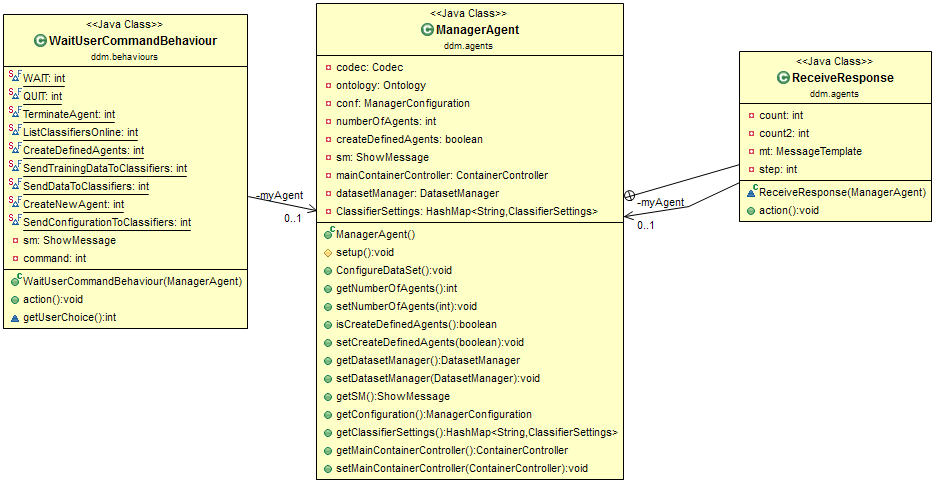 <<Java Class>>
WaitUserCommandBehaviour
ddm.behaviours
WAIT: int
QUIT: int
TerminateAgent: int
ListClassifiersOnline: int
CreateDefinedAgents: int
SendTrainingDataToClassifiers: int
SendDataToClassifiers: int
CreateNewAgent: int
SendConfigurationToClassifiers: int
sm: ShowMessage
command: int
WaitUserCommandBehaviour(ManagerAgent)
action():void
getUserChoice():int
-myAgent
0..1
<<Java Class>>
ManagerAgent
ddm.agents
codec: Codec
ontology: Ontology
conf: ManagerConfiguration
numberOfAgents: int
createDefinedAgents: boolean
sm: ShowMessage
mainContainerController: ContainerController
datasetManager: DatasetManager
ClassifierSettings: HashMap<String,ClassifierSettings>
ManagerAgent()
setup():void
ConfigureDataSet():void
getNumberOfAgents():int
setNumberOfAgents(int):void
isCreateDefinedAgents():boolean
setCreateDefinedAgents(boolean):void
getDatasetManager():DatasetManager
setDatasetManager(DatasetManager):void
getSM():ShowMessage
getConfiguration():ManagerConfiguration
getClassifierSettings():HashMap<String,ClassifierSettings>
getMainContainerController():ContainerController
setMainContainerController(ContainerController):void
-myAgent
0..1
<<Java Class>>
ReceiveResponse
ddm.agents
count: int
count2: int
mt: MessageTemplate
step: int
ReceiveResponse(ManagerAgent)
action():void